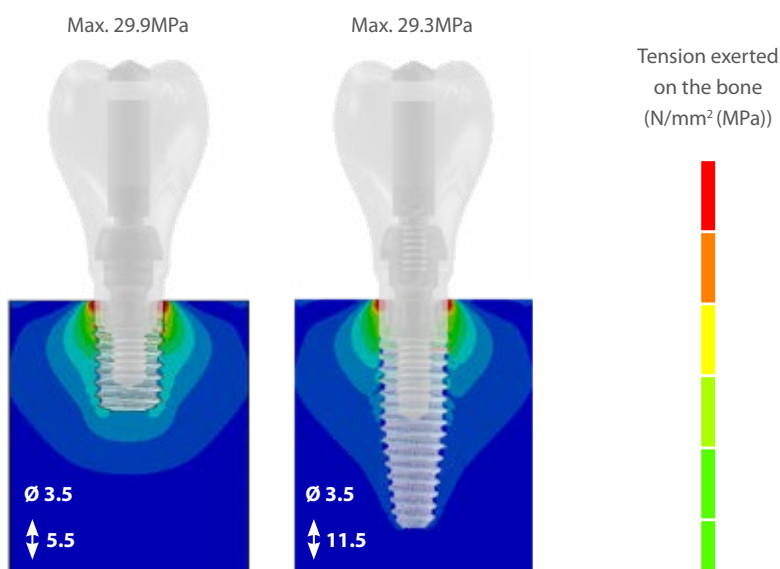 Max. 29.9MPa
Max. 29.3MPa
Tension exerted
on the bone
(N/mm² (MPa))
Ø 3.5
5.5
Ø 3.5
11.5